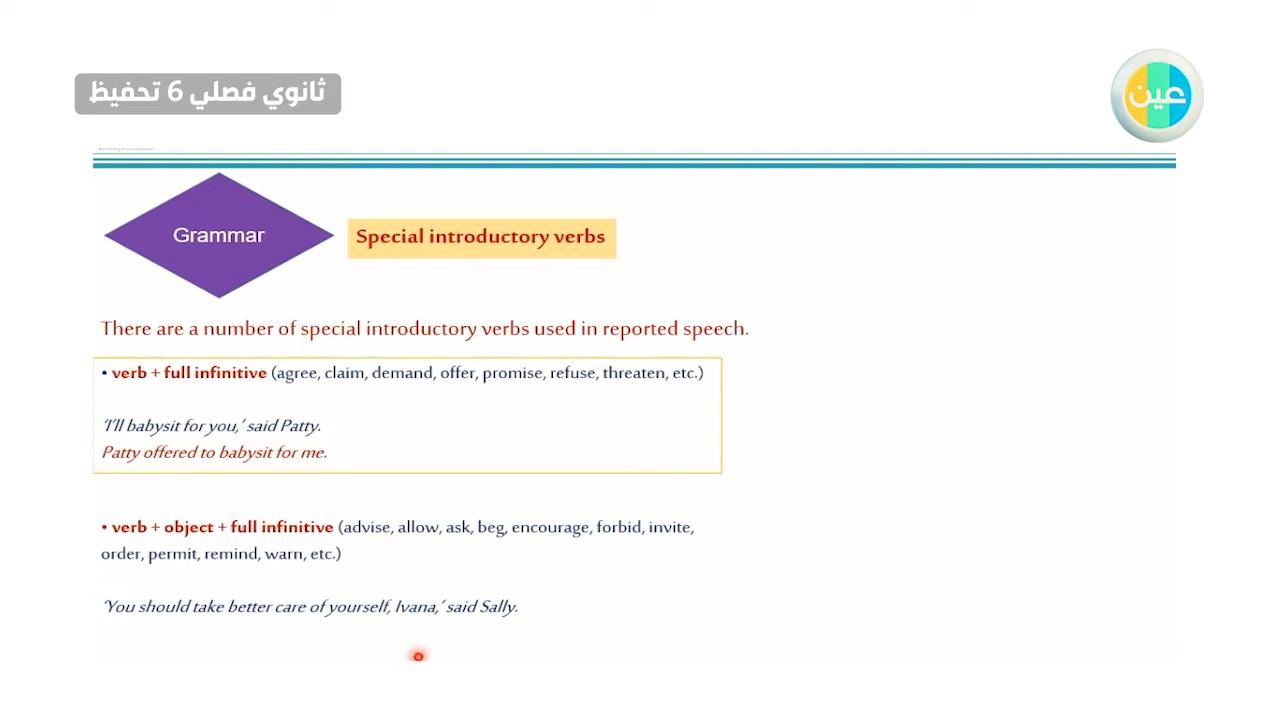 ثانوي فصلي 6 تحفيظ
عين
Grammar
Special introductory verbs
There are a number of special introductory verbs used in reported speech.
• verb + full infinitive (agree, claim, demand, offer, promise, refuse, threaten, etc.)
‘I’ll babysit for you,’ said Patty.
Patty offered to babysit for me.
• verb + object + full infinitive (advise, allow, ask, beg, encourage, forbid, invite,
order, permit, remind, warn, etc.)
‘You should take better care of yourself, Ivana,’ said Sally.